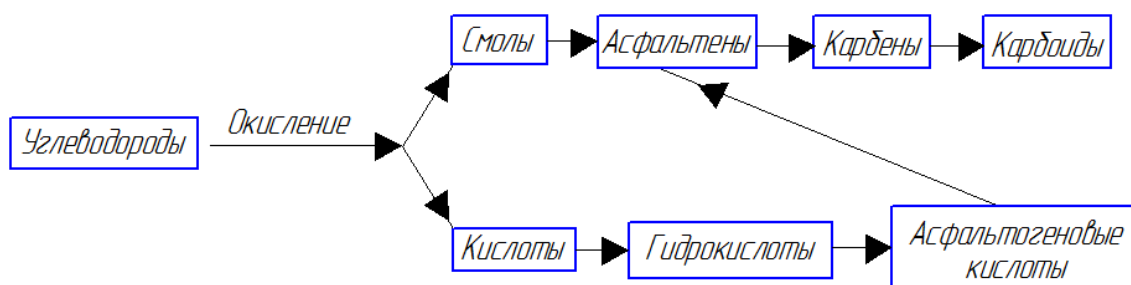 Смолы
Асфальтены
Карбены
Карбоиды
Углеводороды
Окисление
Кислоты
Гидрокислоты
Асфальтогеновые
кислоты